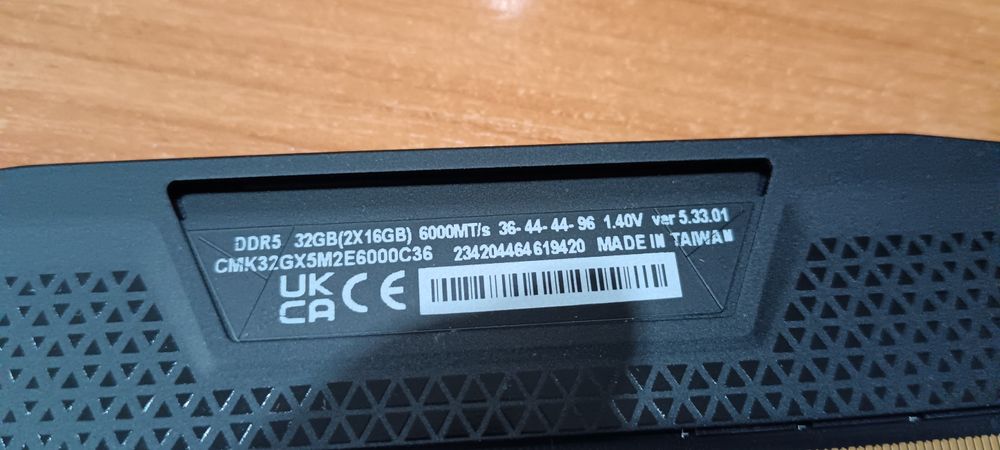 DDR5 32GB(2X16GB) 6000MT/s 36-44-44-96 1.40V ver 5.33.01
CMK32GX5M2E6000C36 234204464619420 MADE IN TAIWAN
UK
CA CE